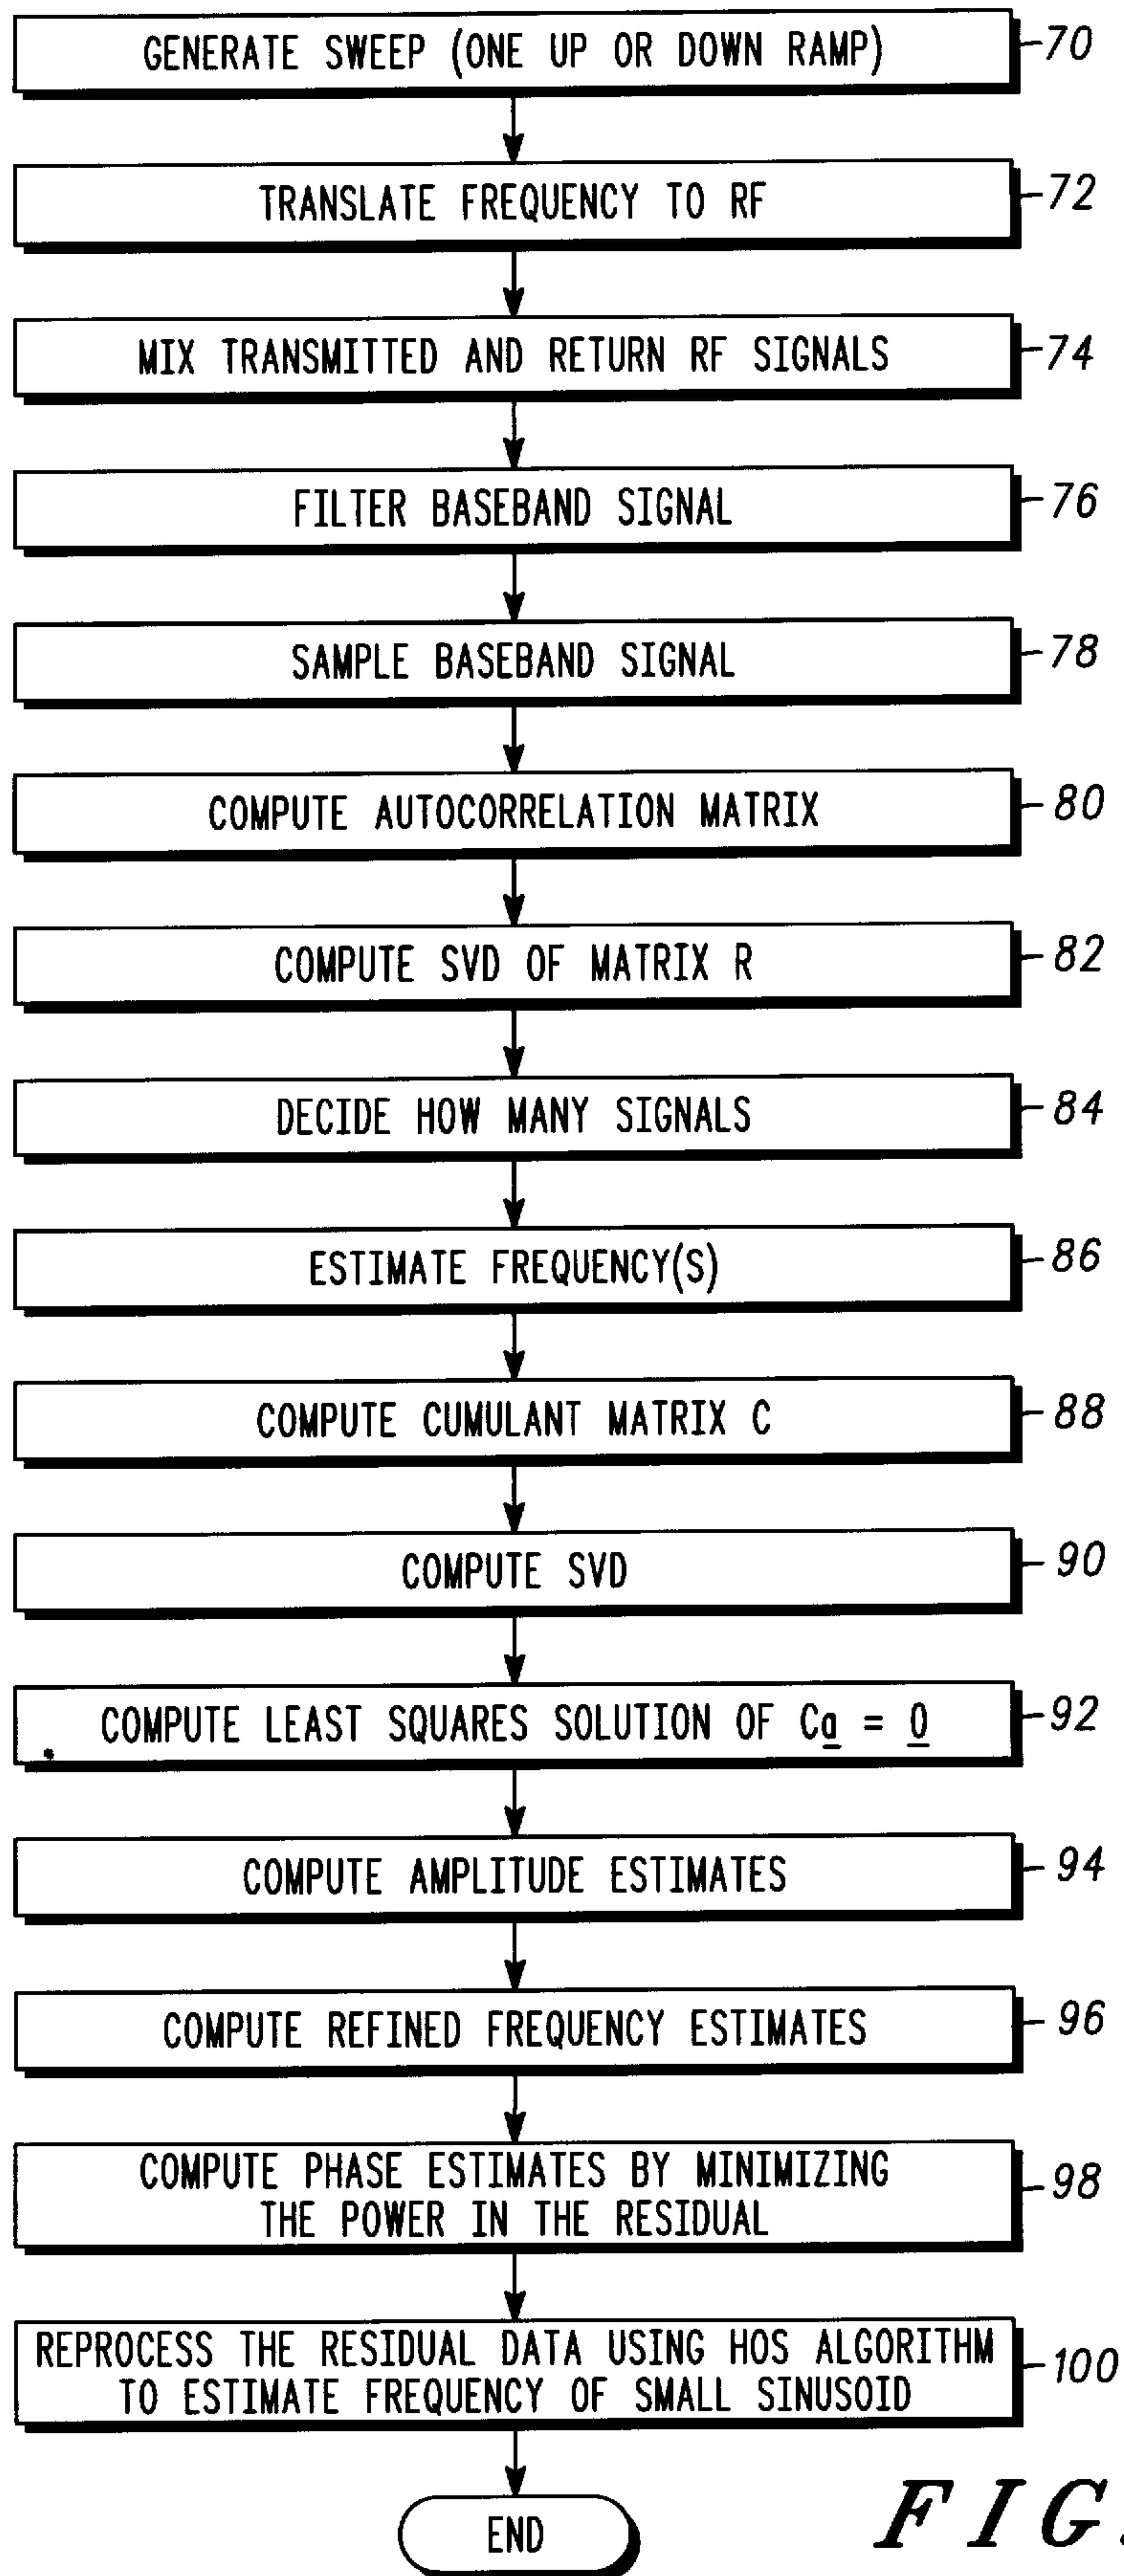 GENERATE SWEEP (ONE UP OR DOWN RAMP)
70
TRANSLATE FREQUENCY TO RF
72
MIX TRANSMITTED AND RETURN RF SIGNALS
74
FILTER BASEBAND SIGNAL
76
SAMPLE BASEBAND SIGNAL
78
COMPUTE AUTOCORRELATION MATRIX
80
COMPUTE SVD OF MATRIX R
82
DECIDE HOW MANY SIGNALS
84
ESTIMATE FREQUENCY(S)
86
COMPUTE CUMULANT MATRIX C
88
COMPUTE SVD
90
COMPUTE LEAST SQUARES SOLUTION OF Ca = 0
92
COMPUTE AMPLITUDE ESTIMATES
94
COMPUTE REFINED FREQUENCY ESTIMATES
96
COMPUTE PHASE ESTIMATES BY MINIMIZING
THE POWER IN THE RESIDUAL
98
REPROCESS THE RESIDUAL DATA USING HOS ALGORITHM
TO ESTIMATE FREQUENCY OF SMALL SINUSOID
100
END
FIG.